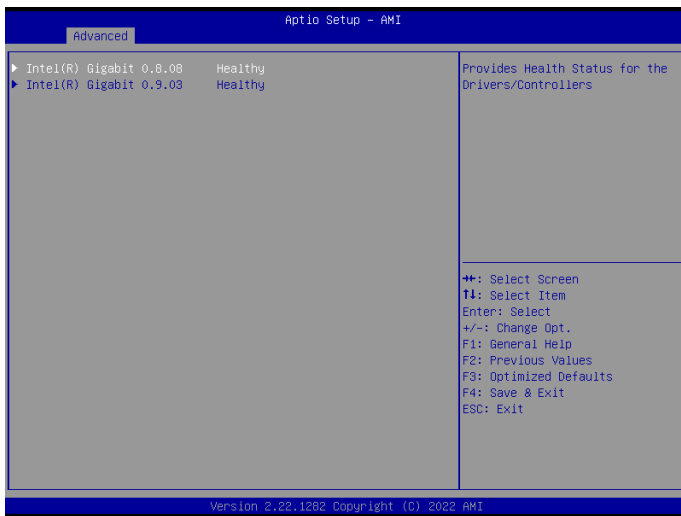 Aptio Setup – AMI
Advanced
▶ Intel(R) Gigabit 0.8.08 Healthy
▶ Intel(R) Gigabit 0.9.03 Healthy
Provides Health Status for the
Drivers/Controllers
→←: Select Screen
↑↓: Select Item
Enter: Select
+/-: Change Opt.
F1: General Help
F2: Previous Values
F3: Optimized Defaults
F4: Save & Exit
ESC: Exit
Version 2.22.1282 Copyright (C) 2022 AMI